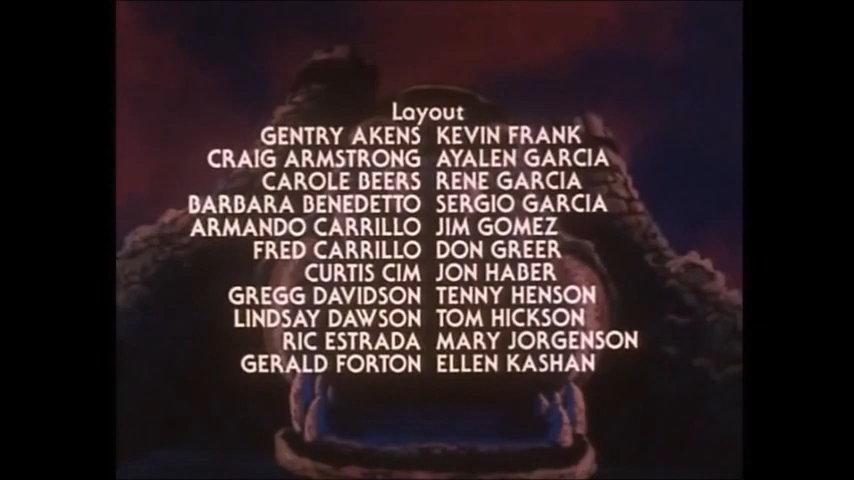 Layout
GENTRY AKENS KEVIN FRANK
CRAIG ARMSTRONG AYALEN GARCIA
CAROLE BEERS RENE GARCIA
BARBARA BENEDETTO SERGIO GARCIA
ARMANDO CARRILLO JIM GOMEZ
FRED CARRILLO DON GREER
CURTIS CIM JON HABER
GREGG DAVIDSON TENNY HENSON
LINDSAY DAWSON TOM HICKSON
RIC ESTRADA MARY JORGENSON
GERALD FORTON ELLEN KASHAN